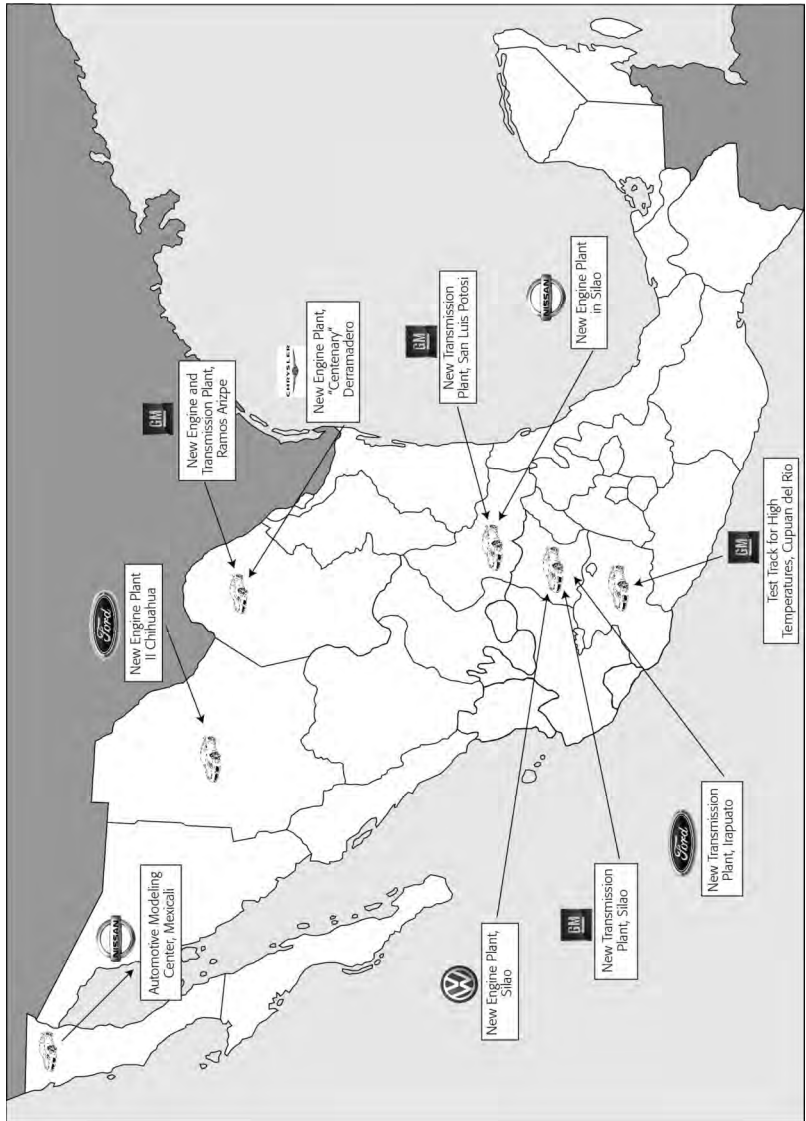 NISSAN
Automotive Modeling
Center, Mexicali
Ford
New Engine Plant
II Chihuahua
GM
New Engine and
Transmission Plant,
Ramos Arizpe
CHRYSLER
New Engine Plant,
"Centenary"
Derramadero
GM
New Transmission
Plant, San Luis Potosi
NISSAN
New Engine Plant
in Silao
VW
New Engine Plant,
Silao
GM
New Transmission
Plant, Silao
Ford
New Transmission
Plant, Irapuato
GM
Test Track for High
Temperatures, Cupuan del Rio